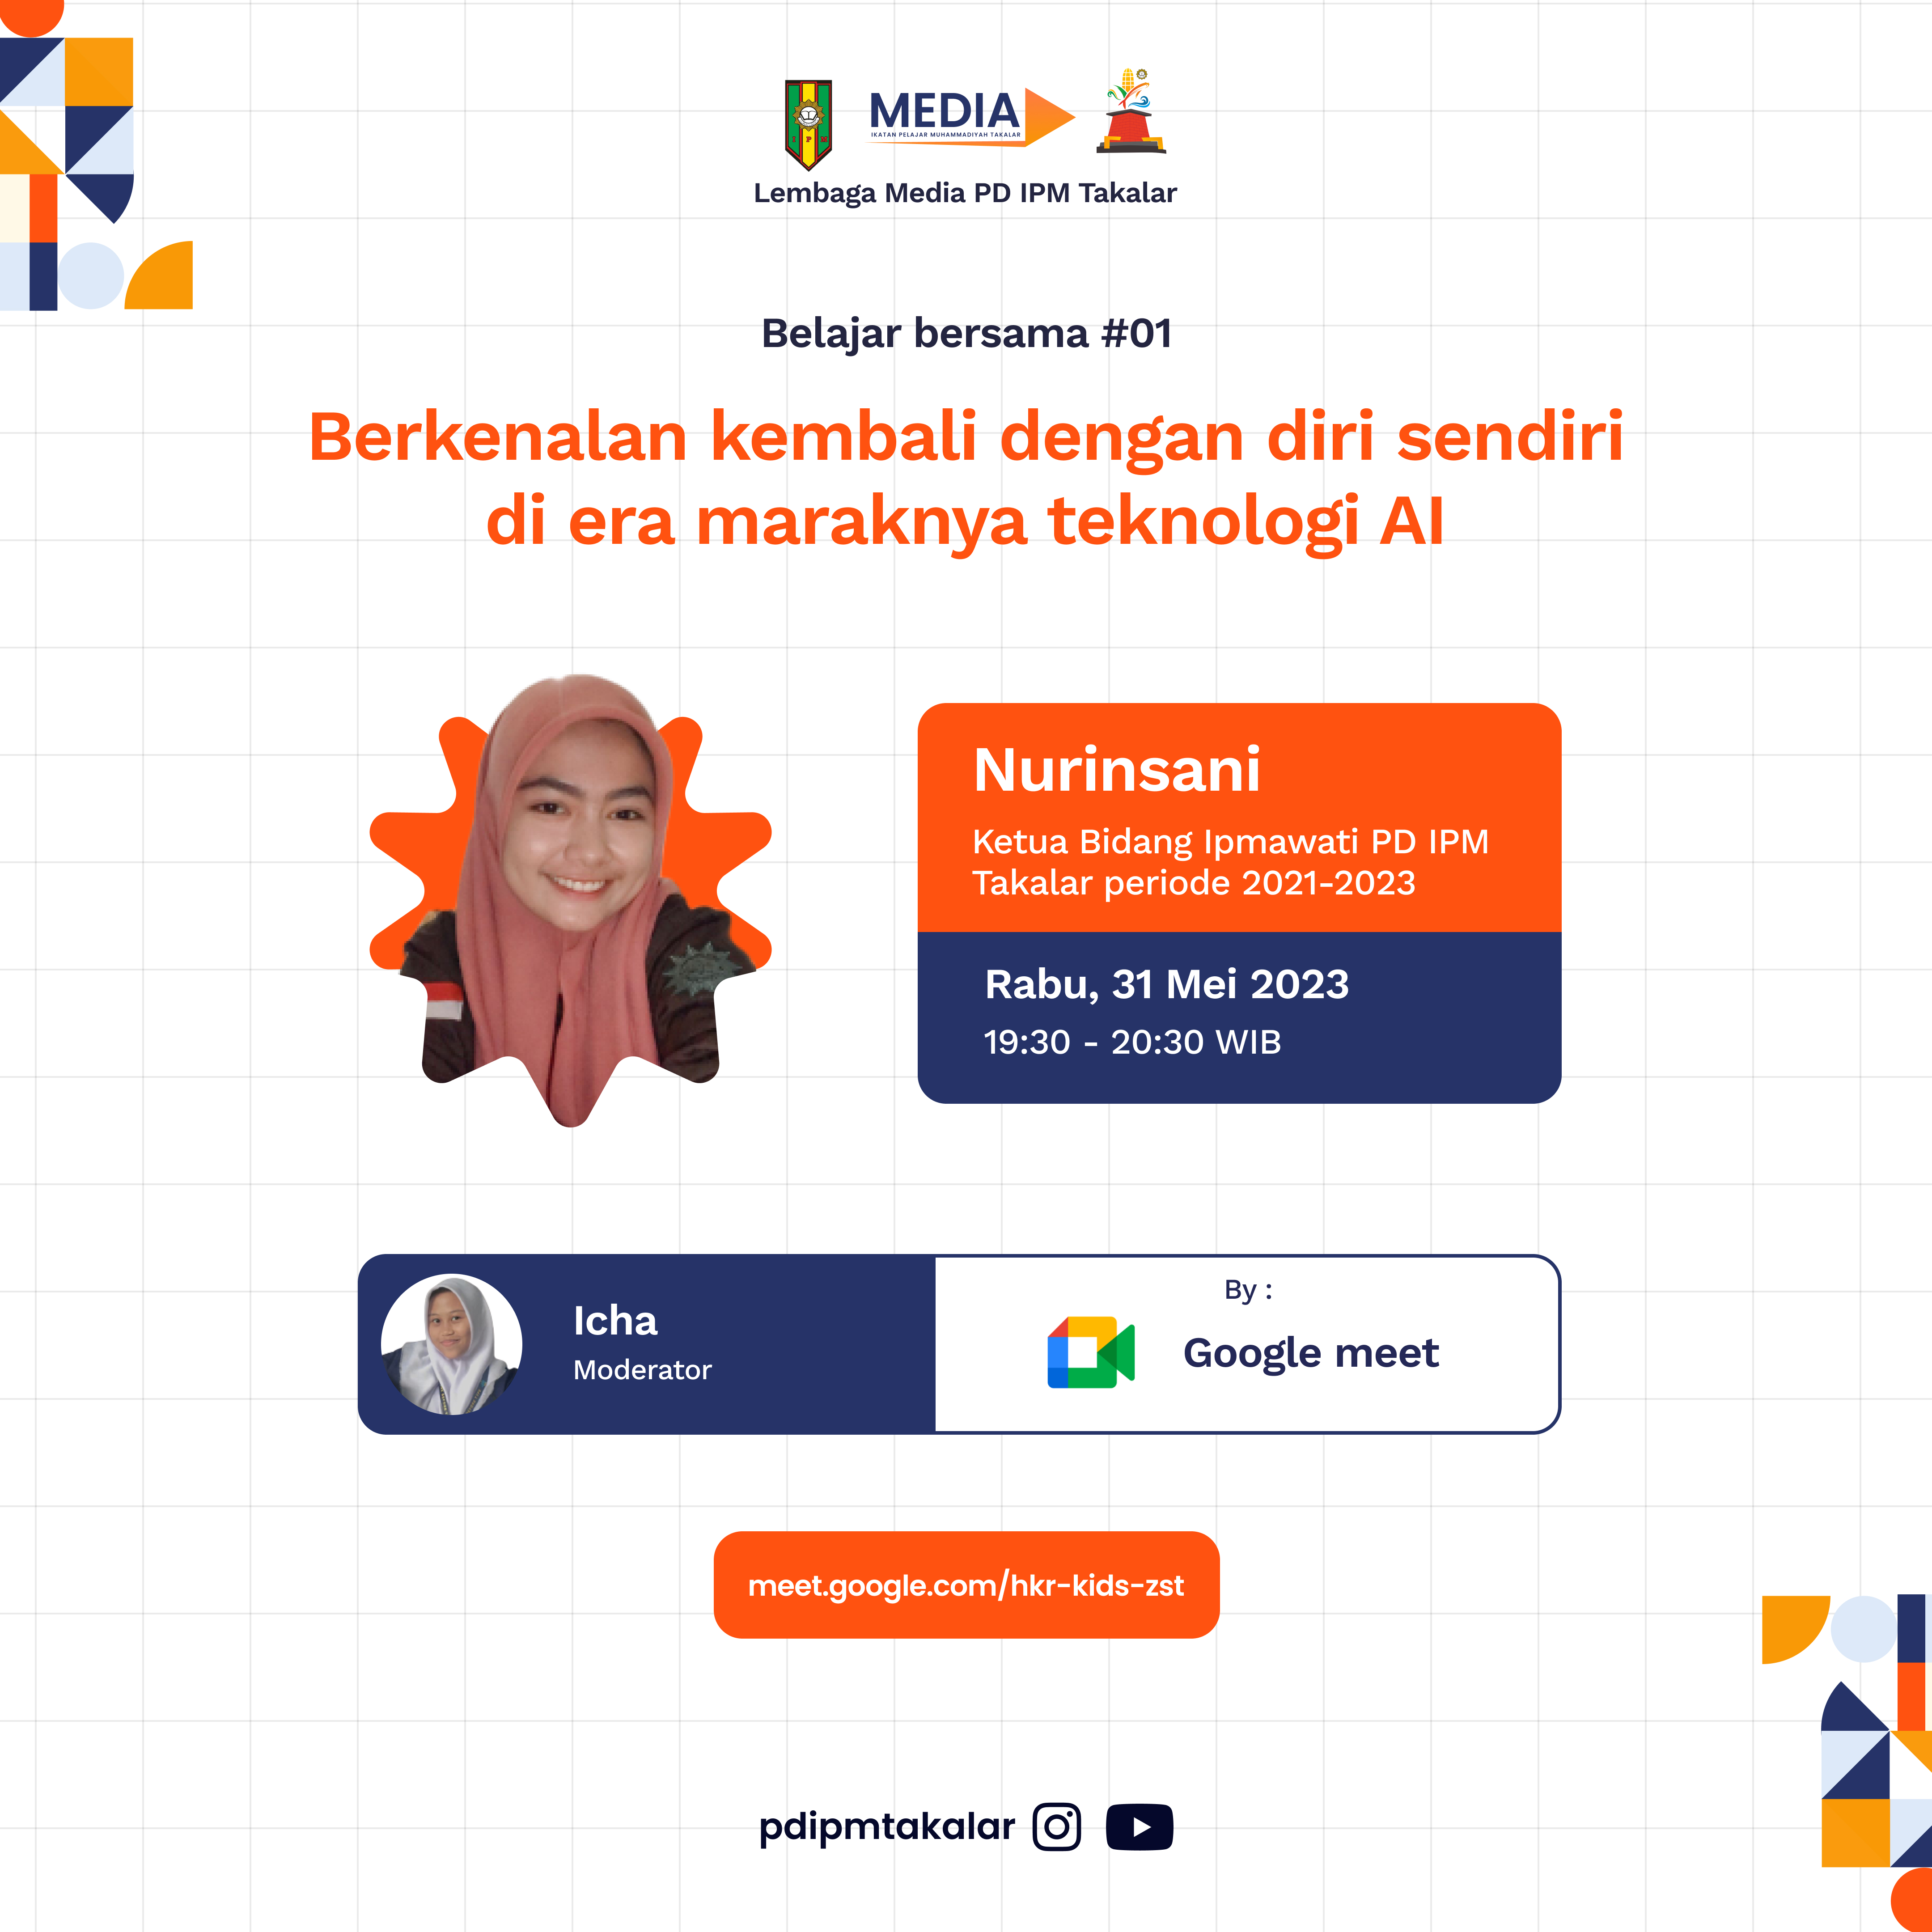 MEDIA
IKATAN PELAJAR MUHAMMADIYAH TAKALAR
I P M
Lembaga Media PD IPM Takalar
Belajar bersama #01
Berkenalan kembali dengan diri sendiri
di era maraknya teknologi AI
Nurinsani
Ketua Bidang Ipmawati PD IPM
Takalar periode 2021-2023
Rabu, 31 Mei 2023
19:30 - 20:30 WIB
Icha
Moderator
By :
Google meet
meet.google.com/hkr-kids-zst
pdipmtakalar